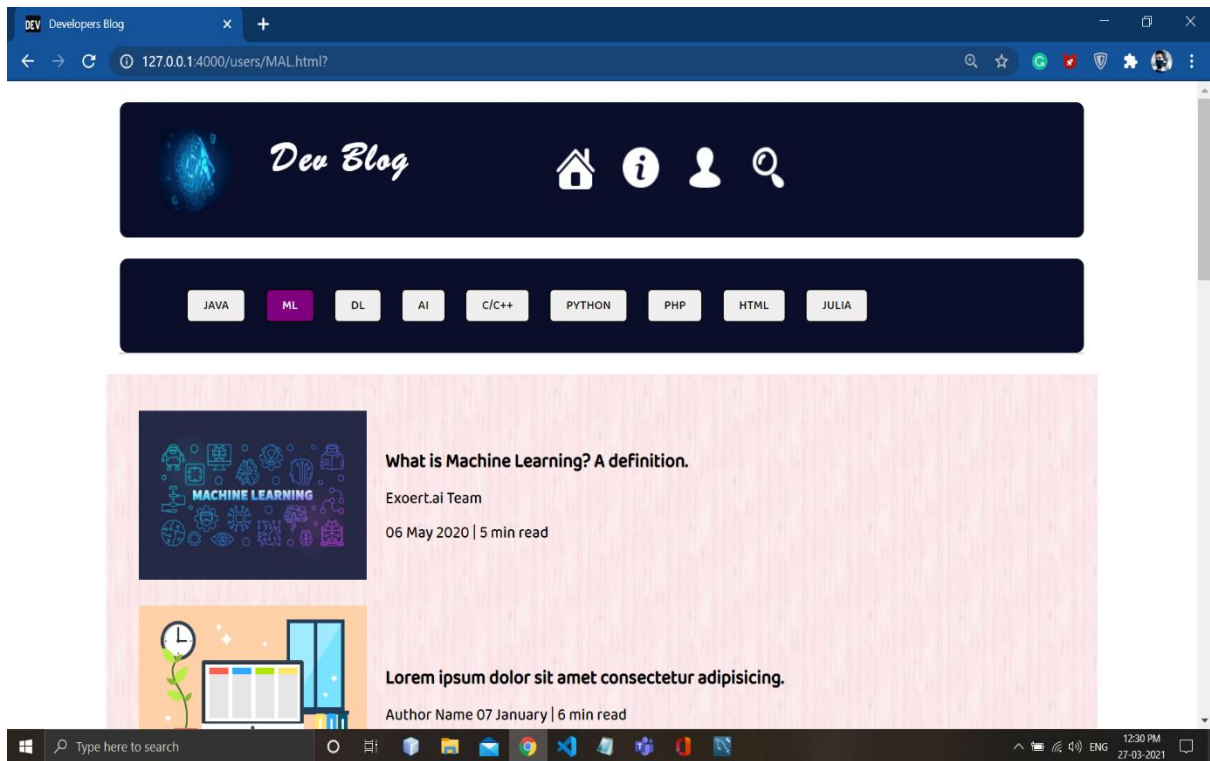 DEV Developers Blog
127.0.0.1:4000/users/MAL.html?
Dev Blog
JAVA ML DL AI C/C++ PYTHON PHP HTML JULIA
MACHINE LEARNING
What is Machine Learning? A definition.
Exoert.ai Team
06 May 2020 | 5 min read
Lorem ipsum dolor sit amet consectetur adipisicing.
Author Name 07 January | 6 min read
Type here to search
ENG
12:30 PM
27-03-2021